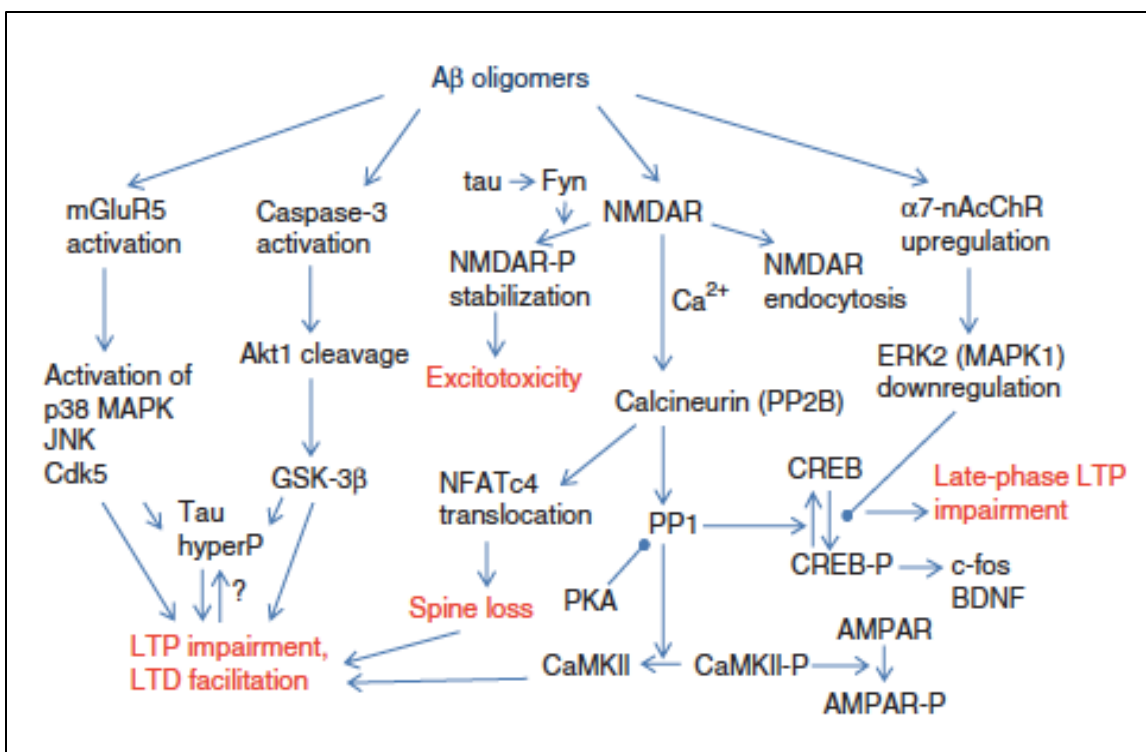 Aβ oligomers
tau
Fyn
mGluR5
activation
Caspase-3
activation
NMDAR
α7-nAcChR
upregulation
NMDAR-P
stabilization
NMDAR
endocytosis
Ca2+
Akt1 cleavage
Excitotoxicity
ERK2 (MAPK1)
downregulation
Activation of
p38 MAPK
JNK
Cdk5
Calcineurin (PP2B)
GSK-3β
NFATc4
translocation
CREB
Late-phase LTP
impairment
Tau
hyperP
PP1
?
CREB-P
c-fos
BDNF
Spine loss
PKA
LTP impairment,
LTD facilitation
CaMKII
CaMKII-P
AMPAR
AMPAR-P